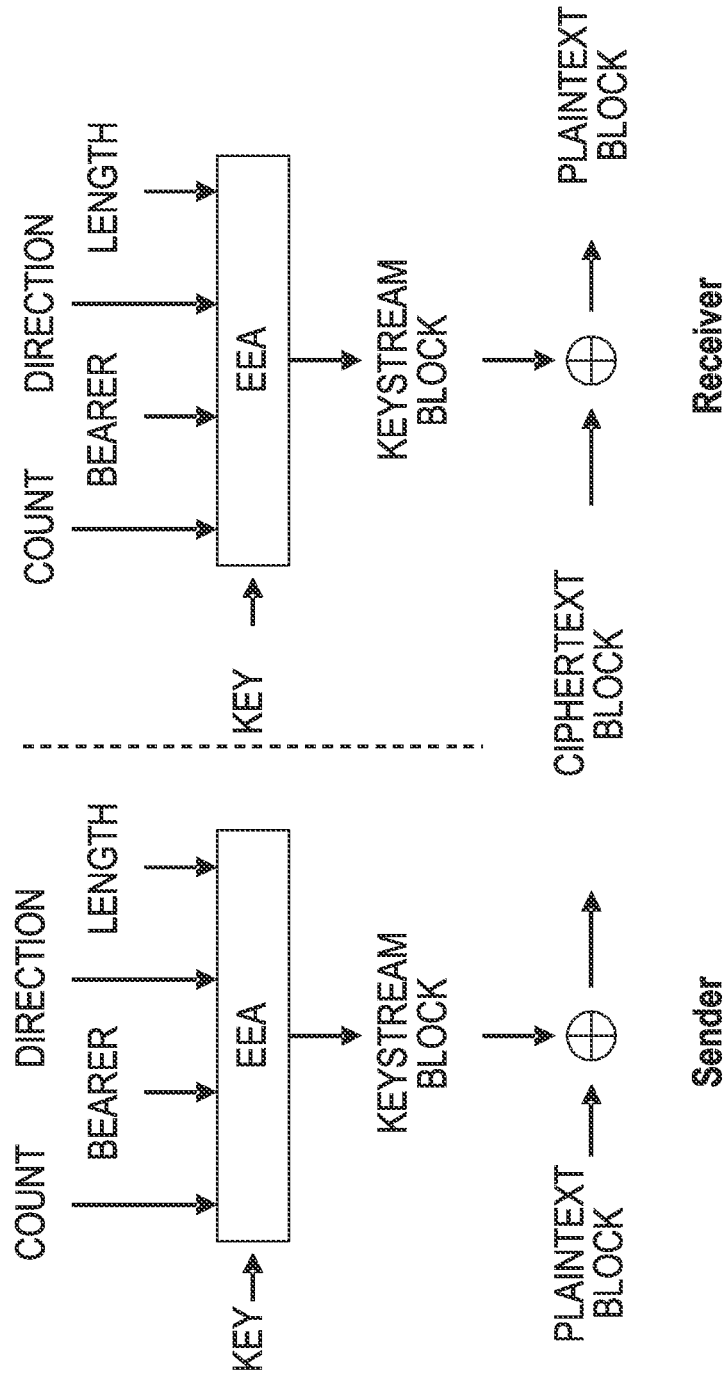 COUNT
DIRECTION
BEARER
LENGTH
KEY
EEA
KEYSTREAM
BLOCK
PLAINTEXT
BLOCK
Sender
COUNT
DIRECTION
BEARER
LENGTH
KEY
EEA
KEYSTREAM
BLOCK
CIPHERTEXT
BLOCK
PLAINTEXT
BLOCK
Receiver